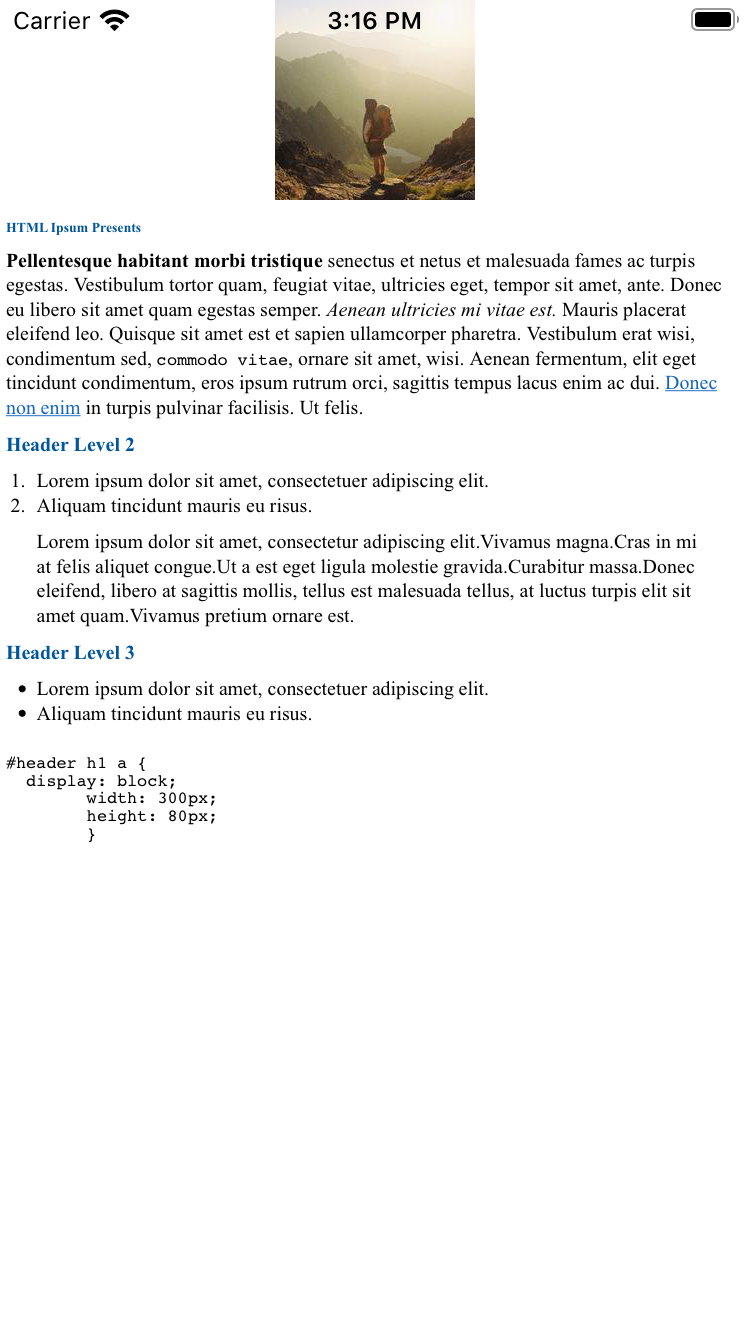 Carrier 3:16 PM
HTML Ipsum Presents
Pellentesque habitant morbi tristique senectus et netus et malesuada fames ac turpis
egestas. Vestibulum tortor quam, feugiat vitae, ultricies eget, tempor sit amet, ante. Donec
eu libero sit amet quam egestas semper. Aenean ultricies mi vitae est. Mauris placerat
eleifend leo. Quisque sit amet est et sapien ullamcorper pharetra. Vestibulum erat wisi,
condimentum sed, commodo vitae, ornare sit amet, wisi. Aenean fermentum, elit eget
tincidunt condimentum, eros ipsum rutrum orci, sagittis tempus lacus enim ac dui. Donec
non enim in turpis pulvinar facilisis. Ut felis.
Header Level 2
1. Lorem ipsum dolor sit amet, consectetuer adipiscing elit.
2. Aliquam tincidunt mauris eu risus.
Lorem ipsum dolor sit amet, consectetur adipiscing elit.Vivamus magna.Cras in mi
at felis aliquet congue.Ut a est eget ligula molestie gravida.Curabitur massa.Donec
eleifend, libero at sagittis mollis, tellus est malesuada tellus, at luctus turpis elit sit
amet quam.Vivamus pretium ornare est.
Header Level 3
• Lorem ipsum dolor sit amet, consectetuer adipiscing elit.
• Aliquam tincidunt mauris eu risus.
#header h1 a {
  display: block;
        width: 300px;
        height: 80px;
        }